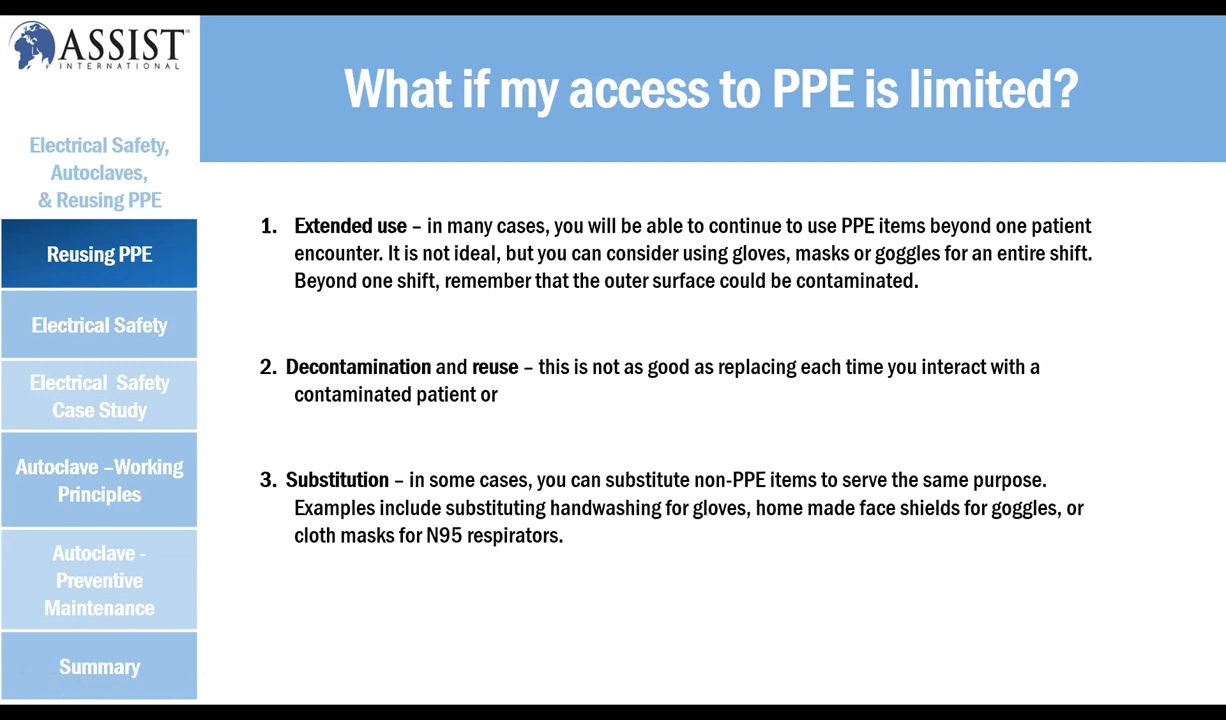 ASSIST
INTERNATIONAL
What if my access to PPE is limited?
Electrical Safety,
Autoclaves,
& Reusing PPE
Reusing PPE
Electrical Safety
Electrical Safety
Case Study
Autoclave –Working
Principles
Autoclave -
Preventive
Maintenance
Summary
1. Extended use – in many cases, you will be able to continue to use PPE items beyond one patient
encounter. It is not ideal, but you can consider using gloves, masks or goggles for an entire shift.
Beyond one shift, remember that the outer surface could be contaminated.
2. Decontamination and reuse – this is not as good as replacing each time you interact with a
contaminated patient or
3. Substitution – in some cases, you can substitute non-PPE items to serve the same purpose.
Examples include substituting handwashing for gloves, home made face shields for goggles, or
cloth masks for N95 respirators.